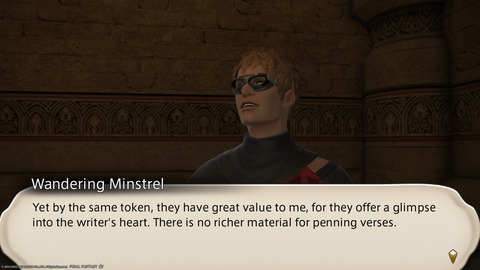 Wandering Minstrel
Yet by the same token, they have great value to me, for they offer a glimpse
into the writer's heart. There is no richer material for penning verses.